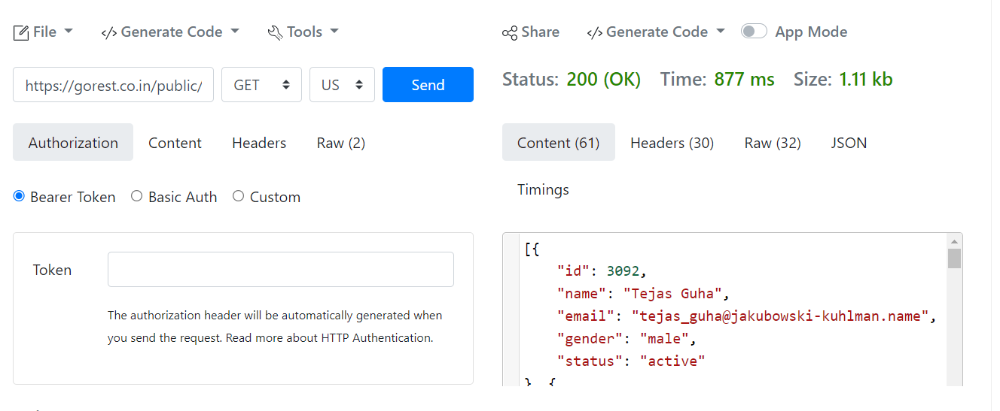 File
</> Generate Code
Tools
Share
</> Generate Code
App Mode
https://gorest.co.in/public/
GET
US
Send
Status: 200 (OK) Time: 877 ms Size: 1.11 kb
Authorization Content Headers Raw (2)
Content (61) Headers (30) Raw (32) JSON
Timings
Bearer Token Basic Auth Custom
Token
The authorization header will be automatically generated when
you send the request. Read more about HTTP Authentication.
[{
"id": 3092,
"name": "Tejas Guha",
"email": "tejas_guha@jakubowski-kuhlman.name",
"gender": "male",
"status": "active"
}, {